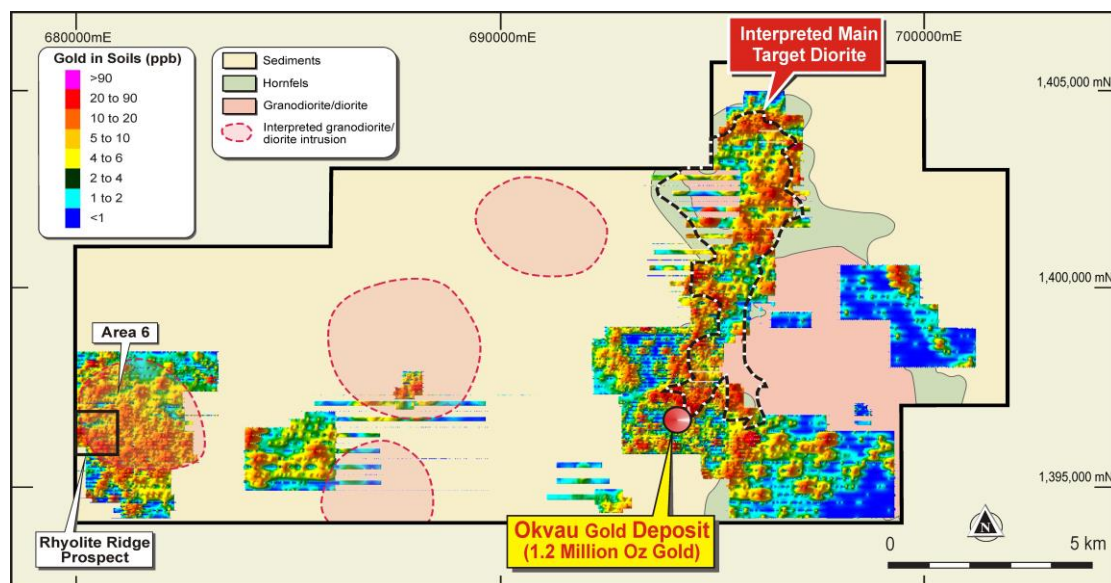 680000mE
690000mE
700000mE
Gold in Soils (ppb)
>90
20 to 90
10 to 20
5 to 10
4 to 6
2 to 4
1 to 2
<1
Sediments
Hornfels
Granodiorite/diorite
Interpreted granodiorite/
diorite intrusion
Interpreted Main
Target Diorite
1,405,000 mN
1,400,000 mN
Area 6
1,395,000 mN
Rhyolite Ridge
Prospect
Okvau Gold Deposit
(1.2 Million Oz Gold)
N
0
5 km